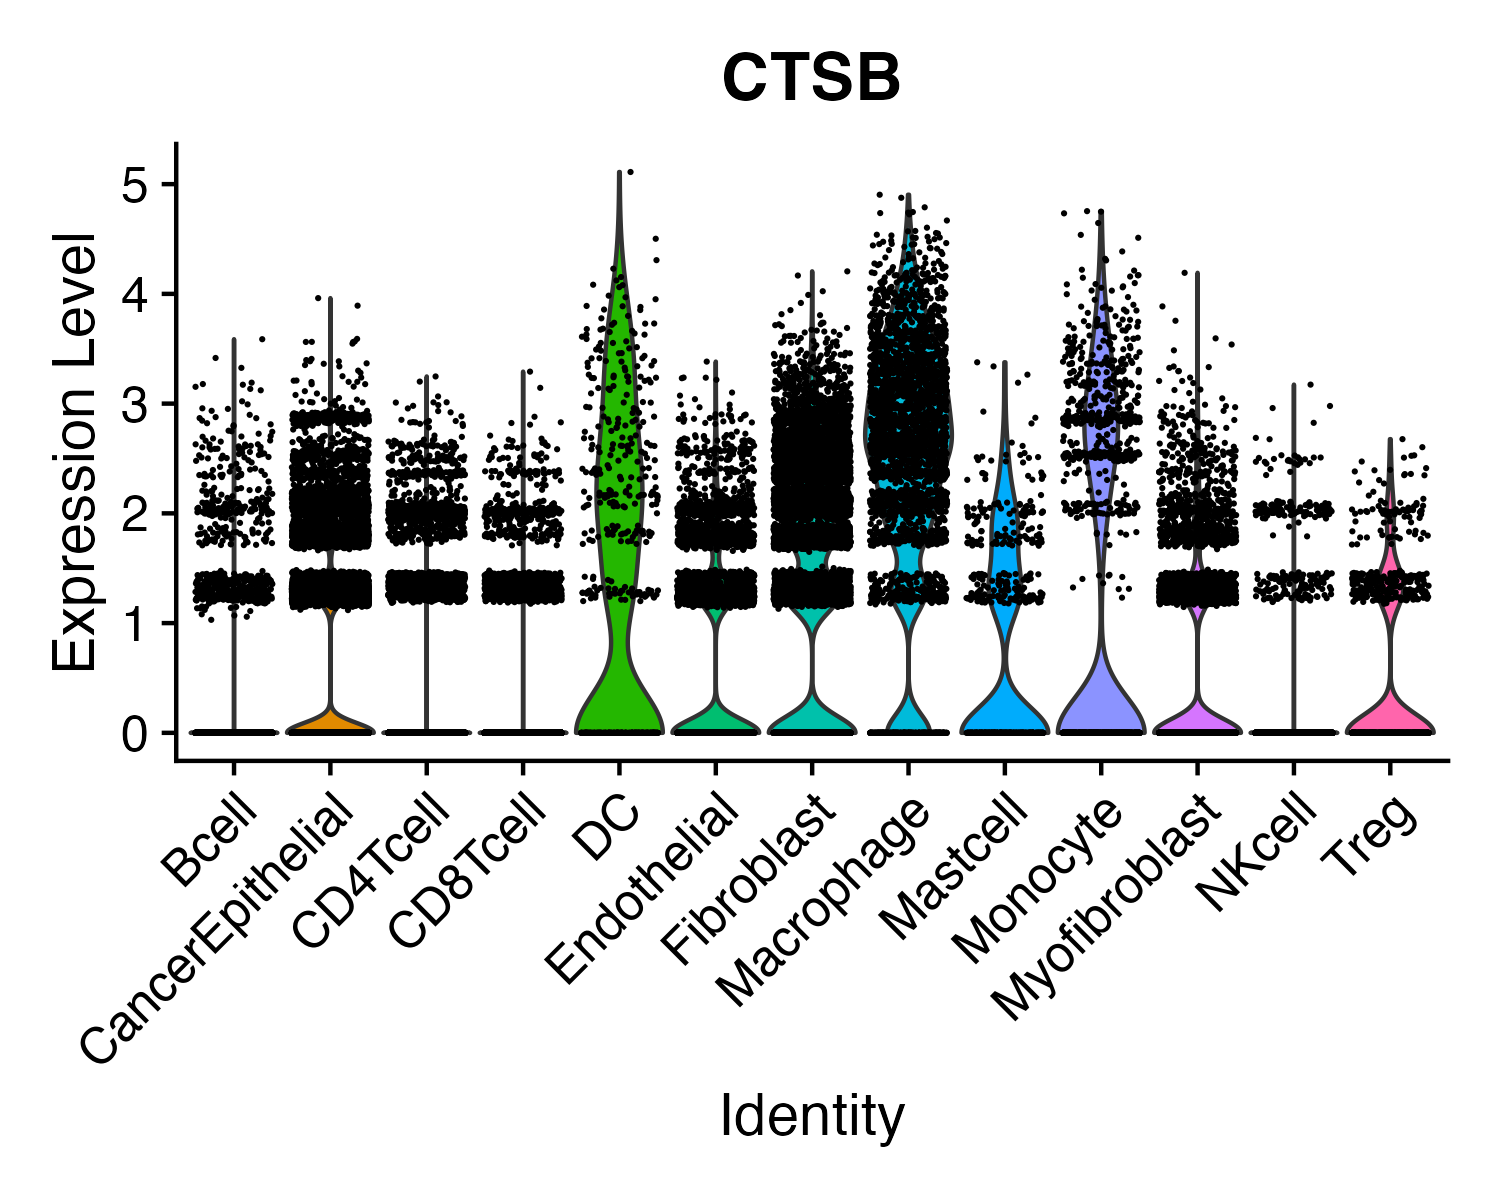 CTSB
Expression Level
5
4
3
2
1
0
Bcell
CancerEpithelial
CD4Tcell
CD8Tcell
DC
Endothelial
Fibroblast
Macrophage
Mastcell
Monocyte
Myofibroblast
NKcell
Treg
Identity